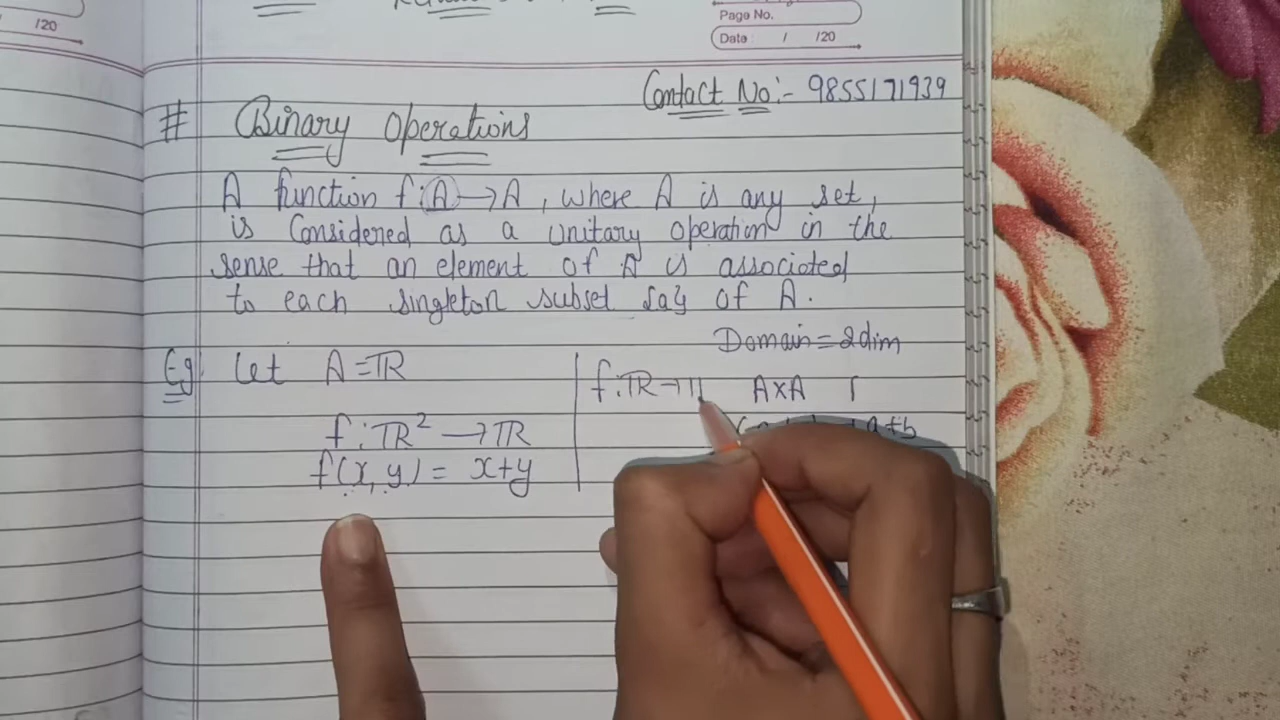 /20
Page No.
Date: / /20
Contact No:- 9855171939
# Binary Operations
A function f:A→A, where A is any set,
is Considered as a unitary operation in the
sense that an element of A is associated
to each singleton subset say of A.
Domain = 2dim
Eg: Let A = ℝ
f:ℝ→ A×A
f:ℝ² → ℝ
a+b
f(x,y) = x+y